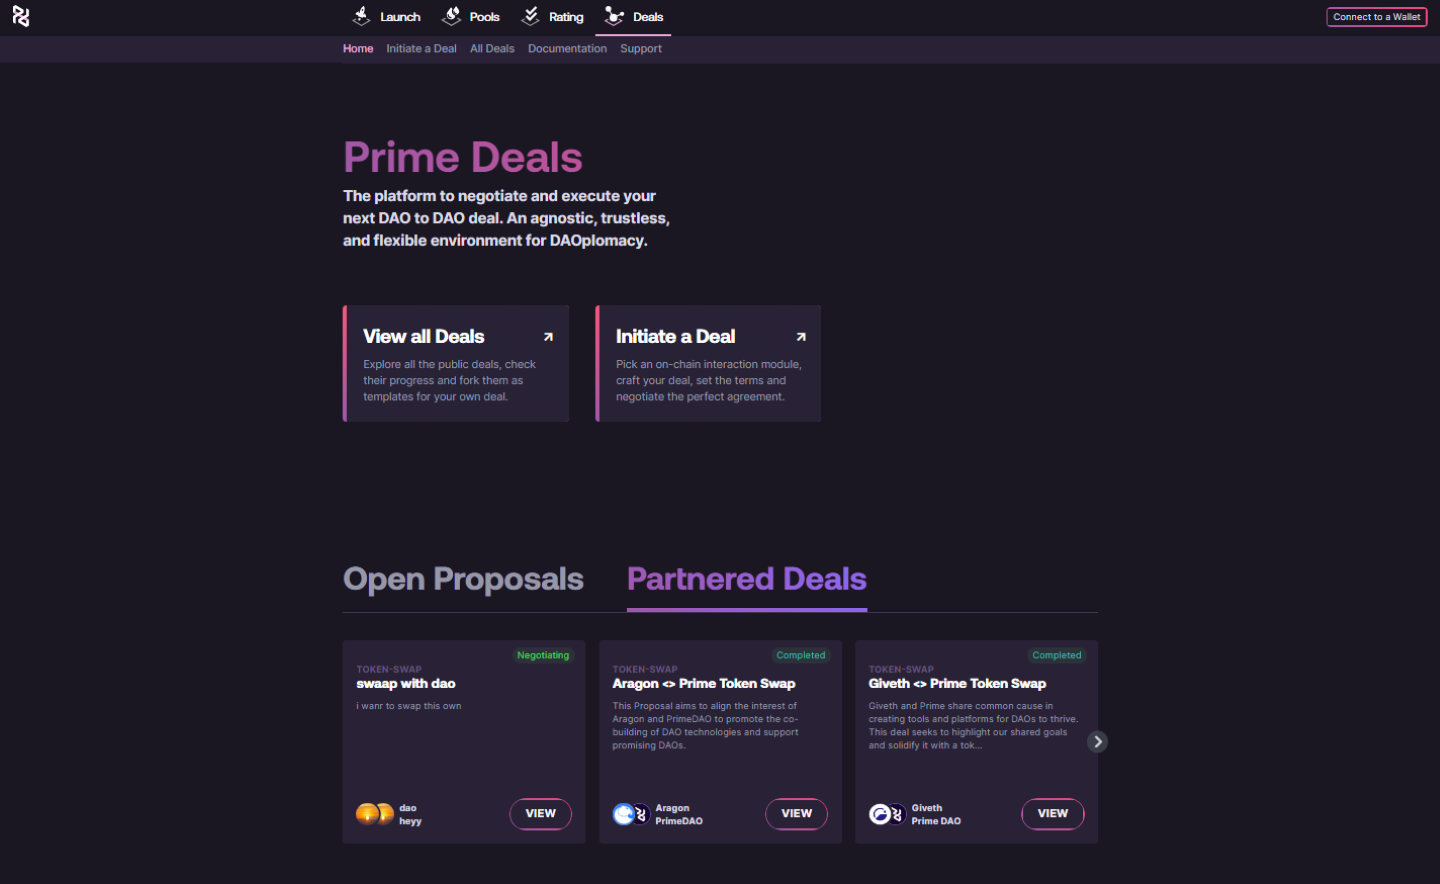 Launch
Pools
Rating
Deals
Connect to a Wallet
Home
Initiate a Deal
All Deals
Documentation
Support
Prime Deals
The platform to negotiate and execute your
next DAO to DAO deal. An agnostic, trustless,
and flexible environment for DAOplomacy.
View all Deals
Explore all the public deals, check
their progress and fork them as
templates for your own deal.
Initiate a Deal
Pick an on-chain interaction module,
craft your deal, set the terms and
negotiate the perfect agreement.
Open Proposals
Partnered Deals
Negotiating
TOKEN-SWAP
swaap with dao
i wanr to swap this own
dao
heyy
VIEW
Completed
TOKEN-SWAP
Aragon <> Prime Token Swap
This Proposal aims to align the interest of
Aragon and PrimeDAO to promote the co-
building of DAO technologies and support
promising DAOs.
Aragon
PrimeDAO
VIEW
Completed
TOKEN-SWAP
Giveth <> Prime Token Swap
Giveth and Prime share common cause in
creating tools and platforms for DAOs to thrive.
This deal seeks to highlight our shared goals
and solidify it with a tok...
Giveth
Prime DAO
VIEW